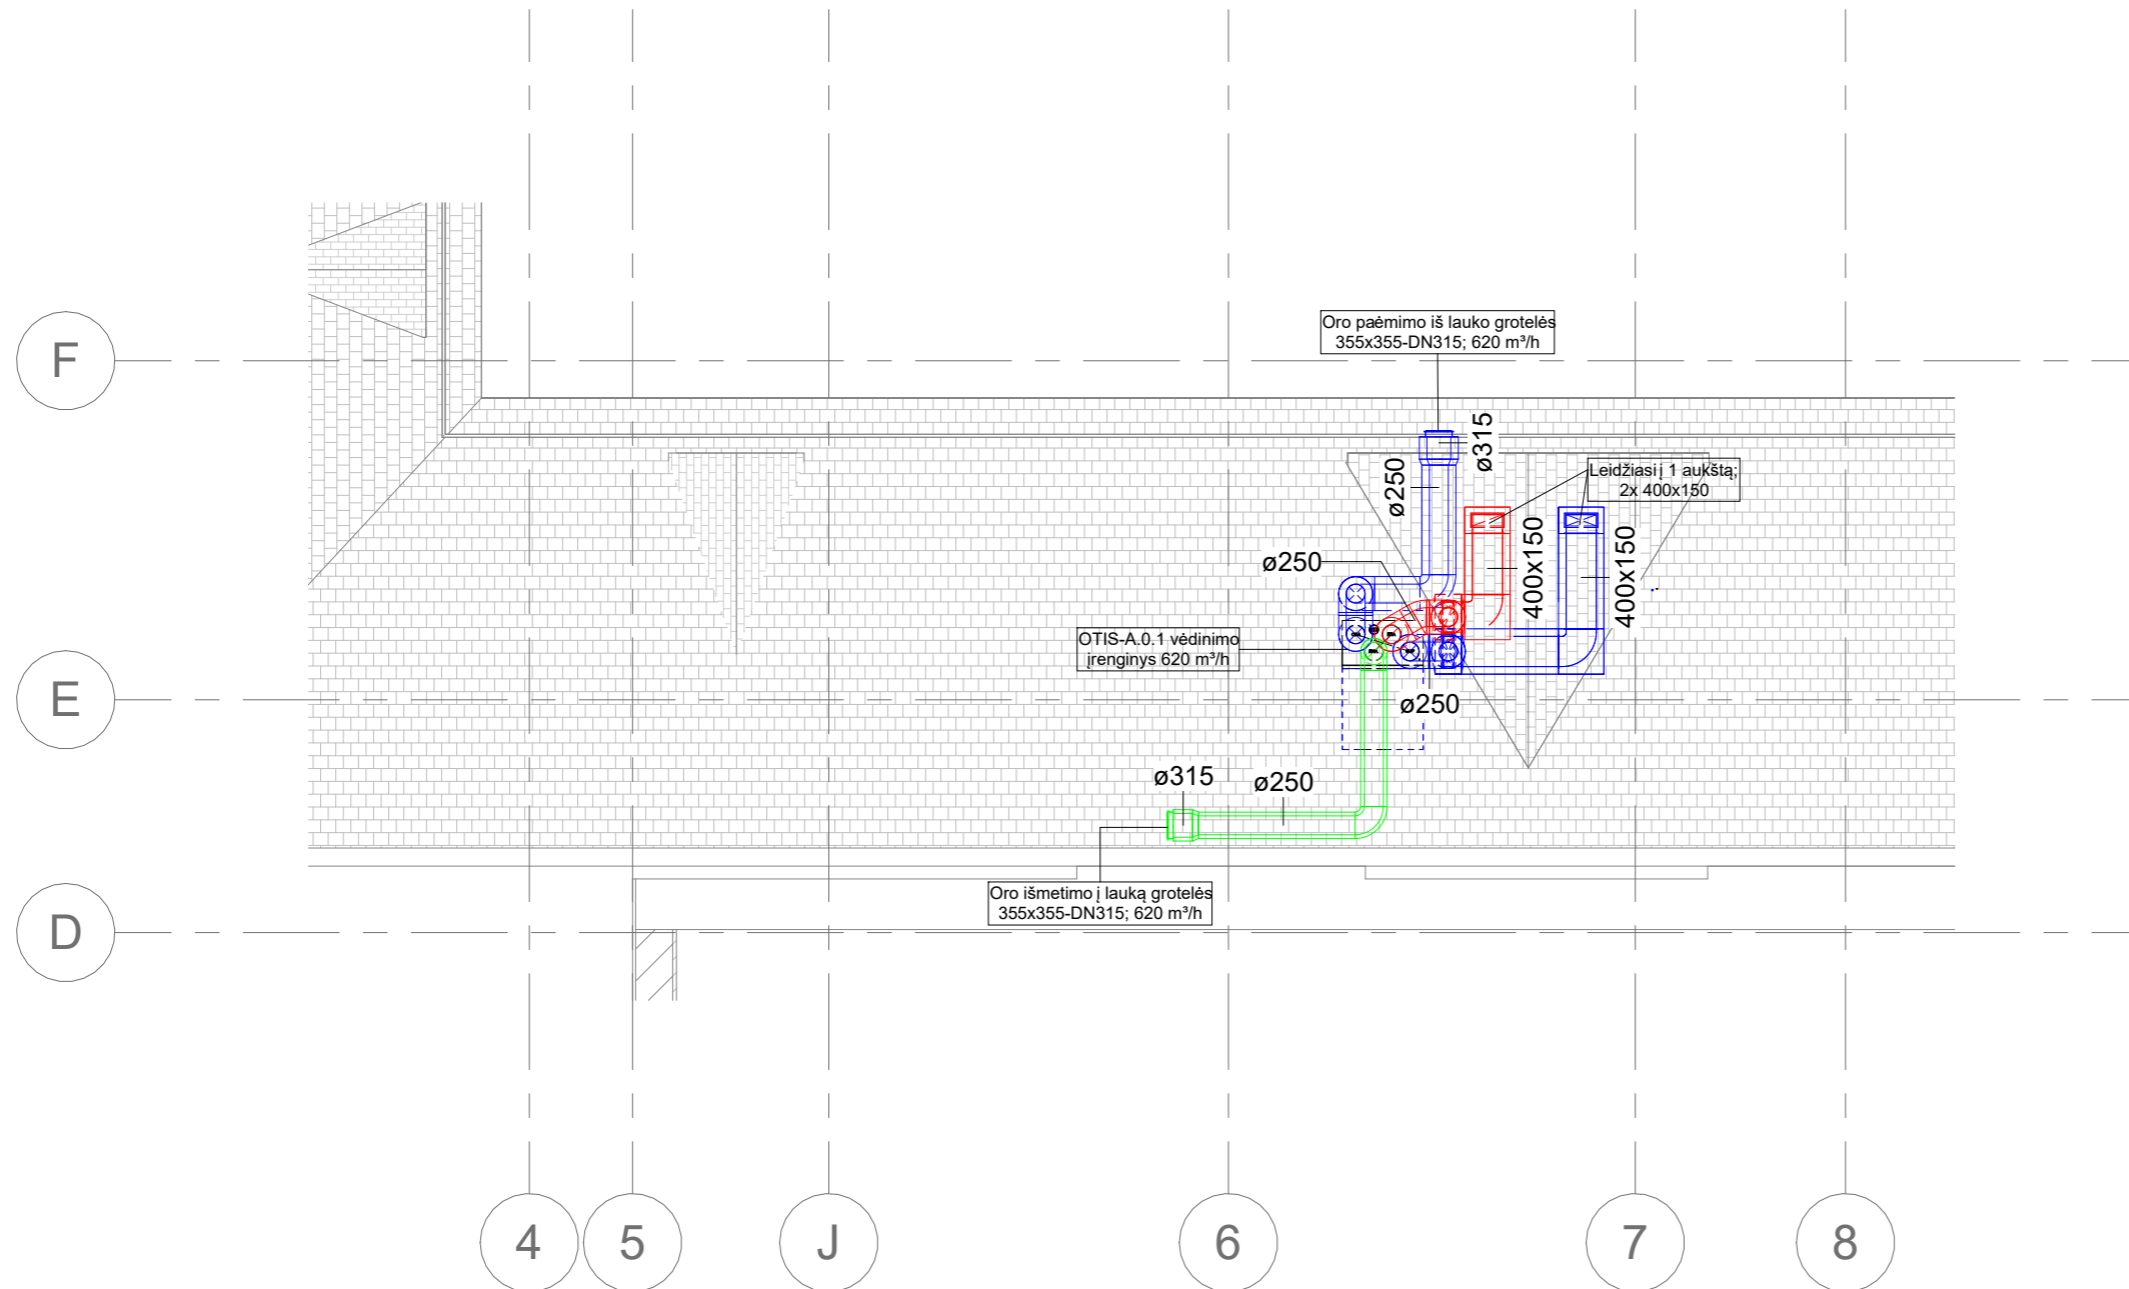 Oro paėmimo iš lauko grotelės
355x355-DN315; 620 m³/h
F
ø315
ø250
Leidžiasi į 1 aukštą;
2x 400x150
400x150
400x150
ø250
OTIS-A.0.1 vėdinimo
įrenginys 620 m³/h
E
ø250
ø315
ø250
Oro išmetimo į lauką grotelės
355x355-DN315; 620 m³/h
D
4
5
J
6
7
8